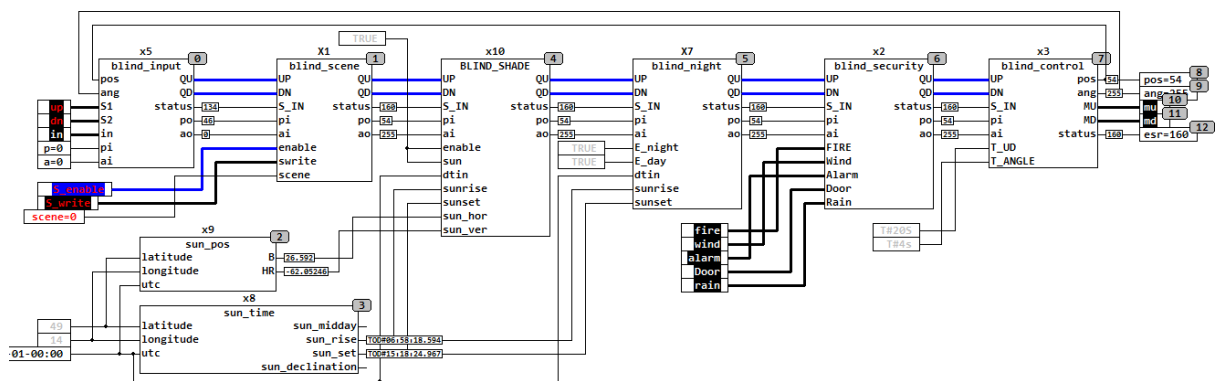 x5
blind_input
0
pos
ang
S1
S2
in
pi
ai
QU
QD
status
po
ao
134
46
0
up
dn
in
p=0
a=0
X1
blind_scene
1
UP
DN
S_IN
pi
ai
enable
swrite
scene
QU
QD
status
po
ao
160
54
255
S_enable
S_write
scene=0
TRUE
x10
BLIND_SHADE
4
UP
DN
S_IN
pi
ai
enable
sun
dtin
sunrise
sunset
sun_hor
sun_ver
QU
QD
status
po
ao
160
54
255
TRUE
TRUE
X7
blind_night
5
UP
DN
S_IN
pi
ai
E_night
E_day
dtin
sunrise
sunset
QU
QD
status
po
ao
160
54
255
fire
wind
alarm
Door
rain
x2
blind_security
6
UP
DN
S_IN
pi
ai
FIRE
Wind
Alarm
Door
Rain
QU
QD
status
po
ao
160
54
255
T#20S
T#4s
x3
blind_control
7
UP
DN
S_IN
pi
ai
T_UD
T_ANGLE
pos
ang
MU
MD
status
54
255
160
pos=54
8
ang=255
9
mu
10
md
11
esr=160
12
x9
sun_pos
2
latitude
longitude
utc
B
HR
26.592
-62.05246
x8
sun_time
3
latitude
longitude
utc
sun_midday
sun_rise
sun_set
sun_declination
TOD#06:58:18.594
TOD#15:18:24.967
49
14
-01-00:00